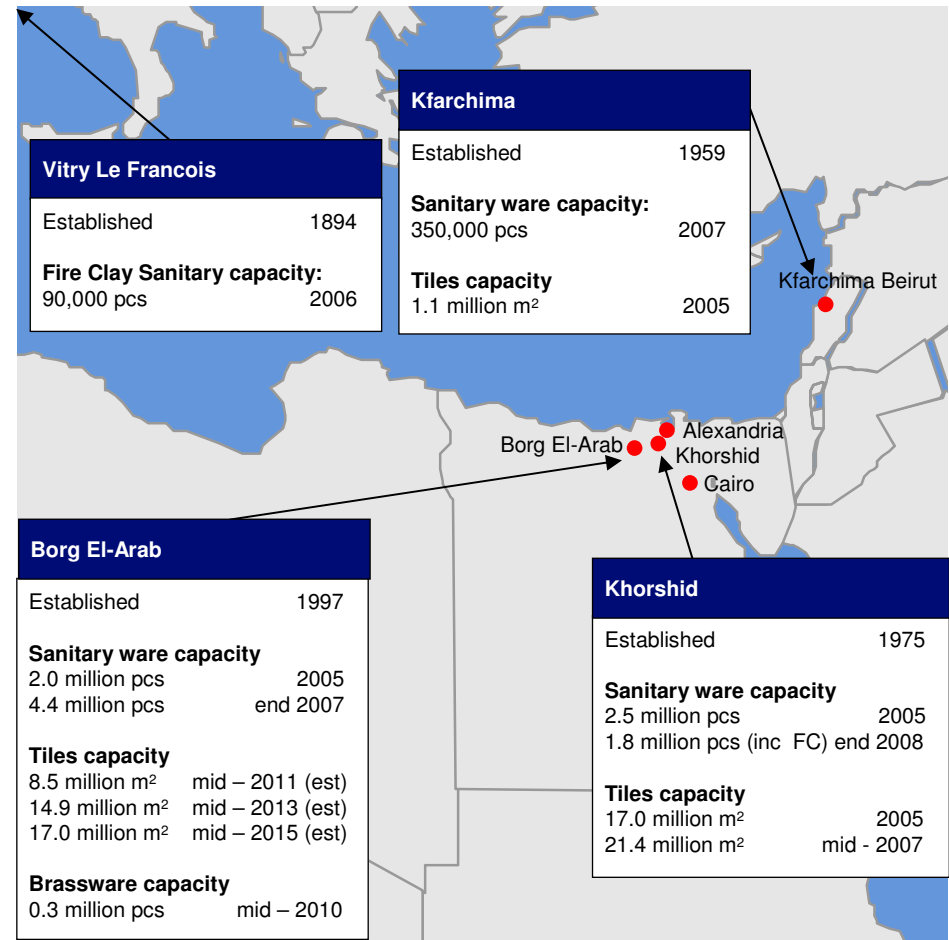 Kfarchima
Established 1959
Sanitary ware capacity:
350,000 pcs 2007
Tiles capacity
1.1 million m² 2005
Vitry Le Francois
Established 1894
Fire Clay Sanitary capacity:
90,000 pcs 2006
Kfarchima Beirut
Alexandria
Borg El-Arab
Khorshid
Cairo
Borg El-Arab
Established 1997
Sanitary ware capacity
2.0 million pcs 2005
4.4 million pcs end 2007
Tiles capacity
8.5 million m² mid – 2011 (est)
14.9 million m² mid – 2013 (est)
17.0 million m² mid – 2015 (est)
Brassware capacity
0.3 million pcs mid – 2010
Khorshid
Established 1975
Sanitary ware capacity
2.5 million pcs 2005
1.8 million pcs (inc FC) end 2008
Tiles capacity
17.0 million m² 2005
21.4 million m² mid - 2007